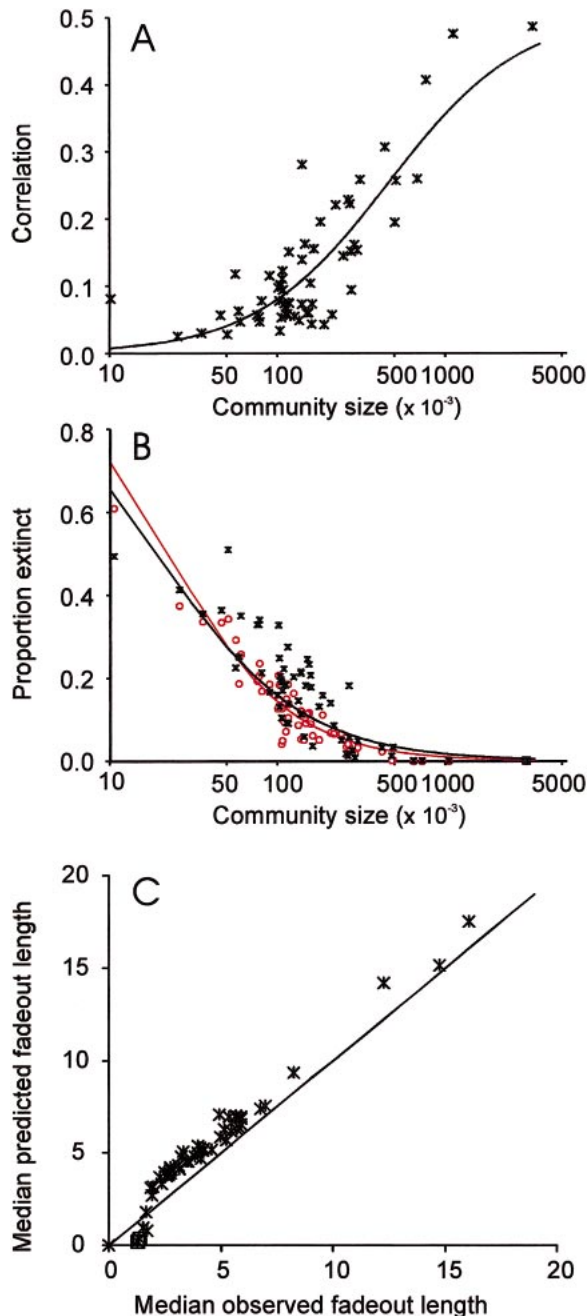 A
0.5
0.4
0.3
0.2
0.1
0.0
Correlation
10 50 100 500 1000 5000
Community size (x 10⁻³)
B
0.8
0.6
0.4
0.2
0.0
Proportion extinct
10 50 100 500 1000 5000
Community size (x 10⁻³)
C
20
15
10
5
0
Median predicted fadeout length
0 5 10 15 20
Median observed fadeout length